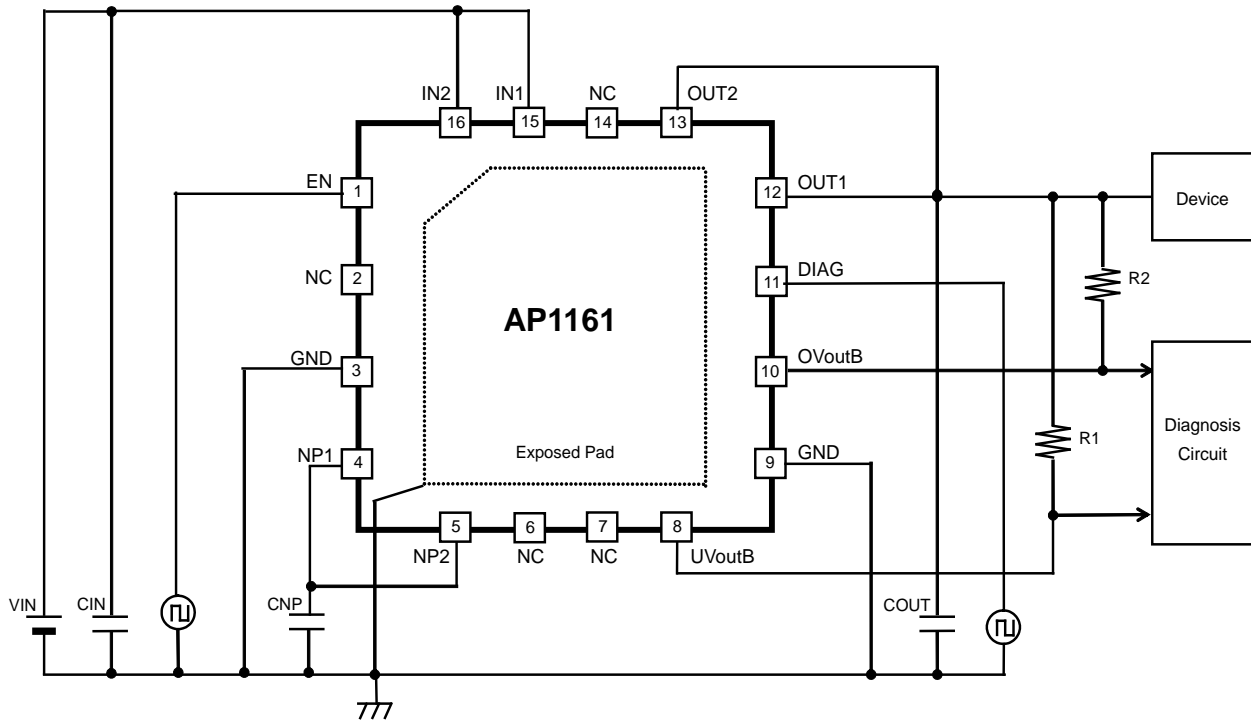 IN2
IN1
NC
OUT2
16
15
14
13
EN
1
12
OUT1
Device
NC
2
11
DIAG
R2
AP1161
GND
3
10
OVoutB
Diagnosis
Circuit
R1
NP1
4
Exposed Pad
9
GND
5
6
7
8
NP2
NC
NC
UVoutB
VIN
CIN
CNP
COUT